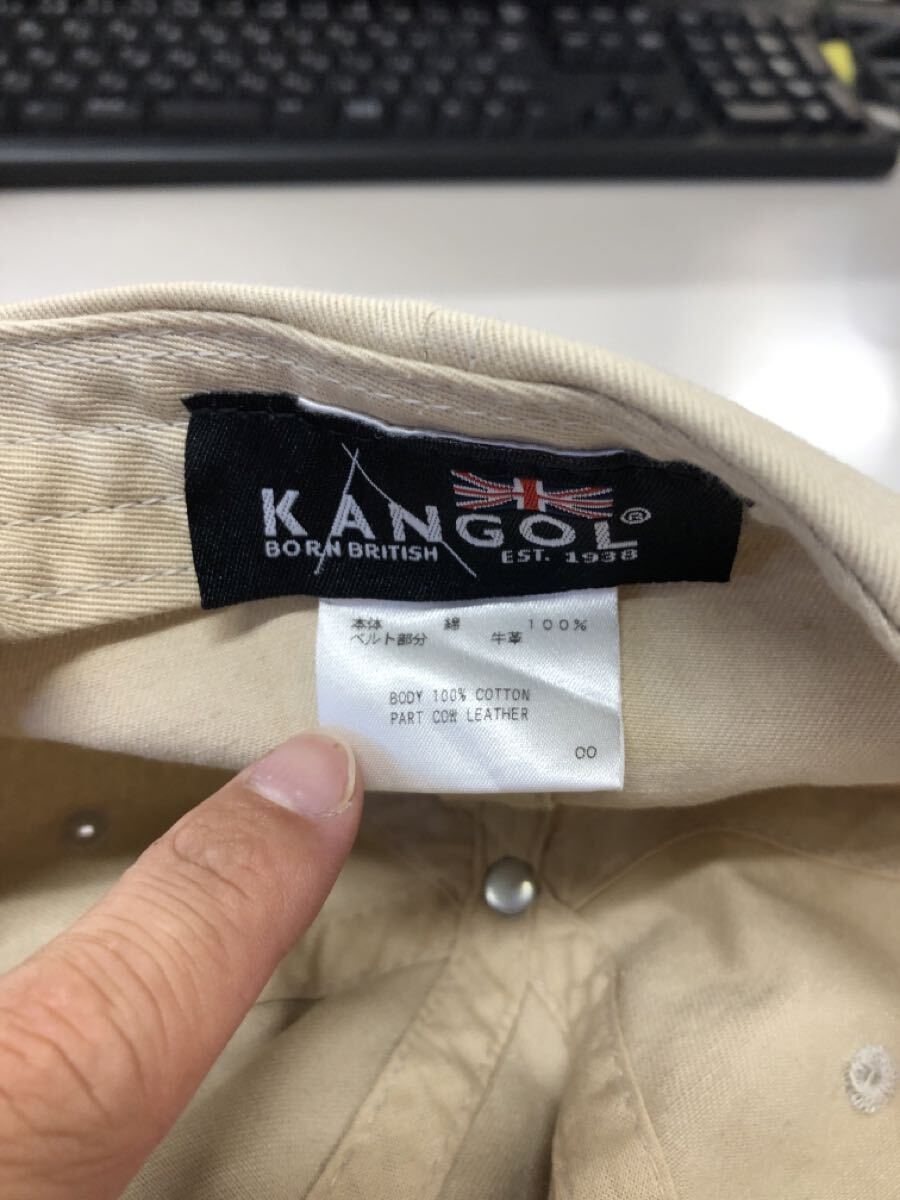 KANGOL®
BORN BRITISH EST. 1938
本体 綿 100%
ベルト部分 牛革
BODY 100% COTTON
PART COW LEATHER
00